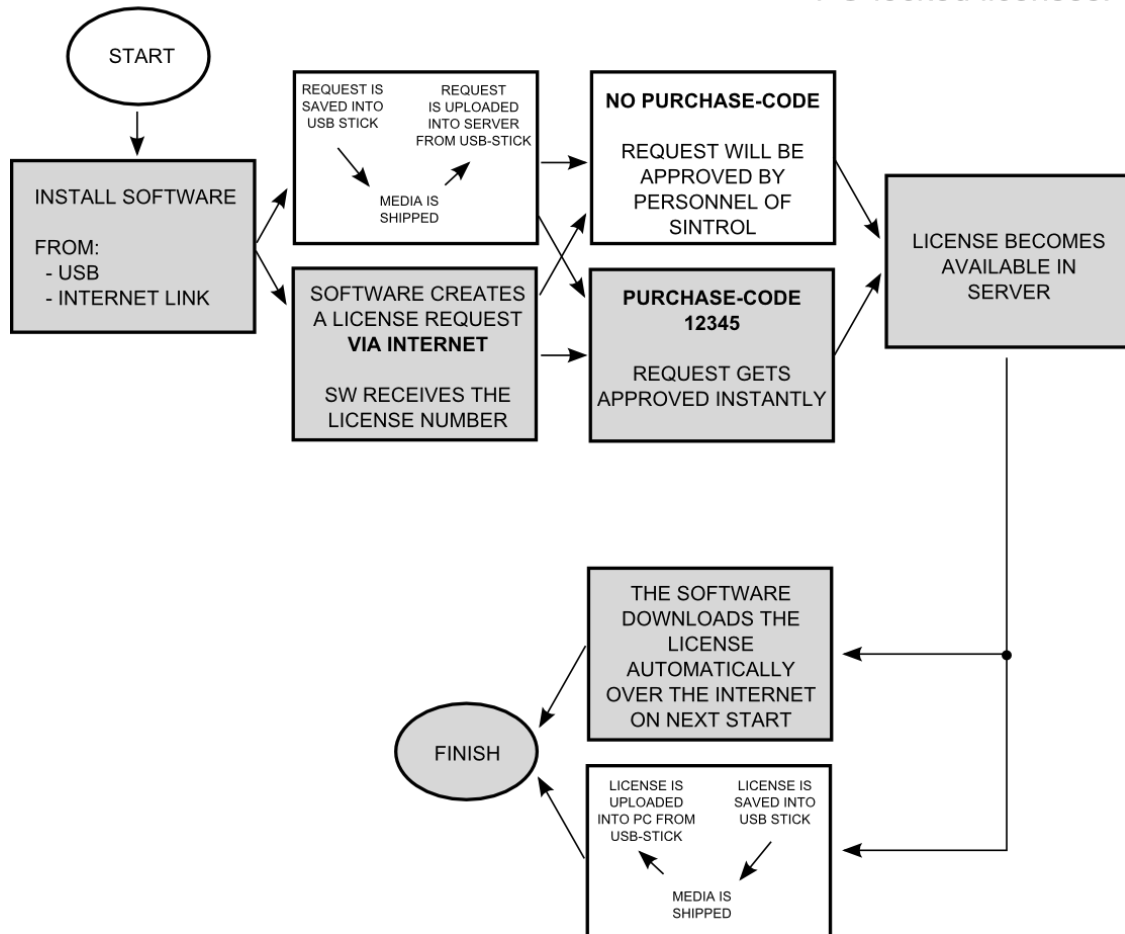 START
INSTALL SOFTWARE
FROM:
- USB
- INTERNET LINK
REQUEST IS
SAVED INTO
USB STICK
MEDIA IS
SHIPPED
REQUEST
IS UPLOADED
INTO SERVER
FROM USB-STICK
SOFTWARE CREATES
A LICENSE REQUEST
VIA INTERNET
SW RECEIVES THE
LICENSE NUMBER
NO PURCHASE-CODE
REQUEST WILL BE
APPROVED BY
PERSONNEL OF
SINTROL
PURCHASE-CODE
12345
REQUEST GETS
APPROVED INSTANTLY
LICENSE BECOMES
AVAILABLE IN
SERVER
THE SOFTWARE
DOWNLOADS THE
LICENSE
AUTOMATICALLY
OVER THE INTERNET
ON NEXT START
LICENSE IS
SAVED INTO
USB STICK
MEDIA IS
SHIPPED
LICENSE IS
UPLOADED
INTO PC FROM
USB-STICK
FINISH